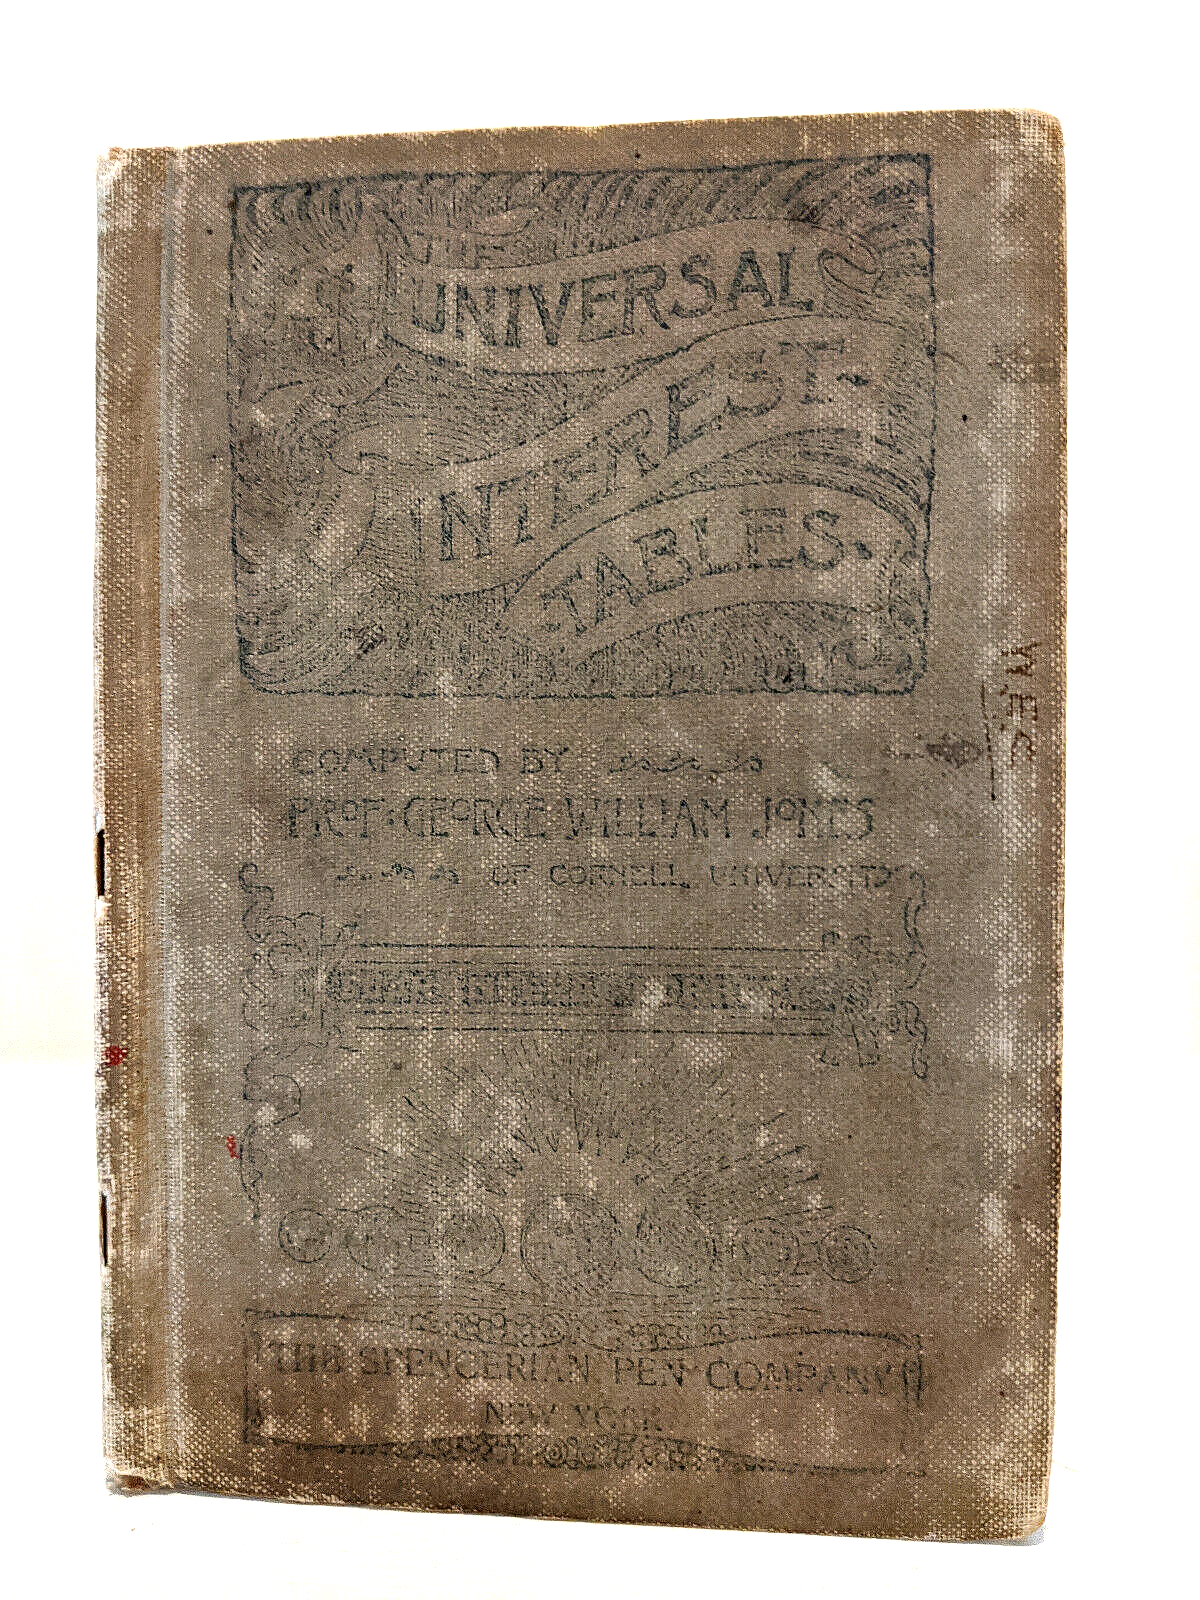 THE
UNIVERSAL
INTEREST
TABLES.
COMPUTED BY
PROF. GEORGE WILLIAM JONES
OF CORNELL UNIVERSITY
THE SPENCERIAN PEN COMPANY
NEW YORK